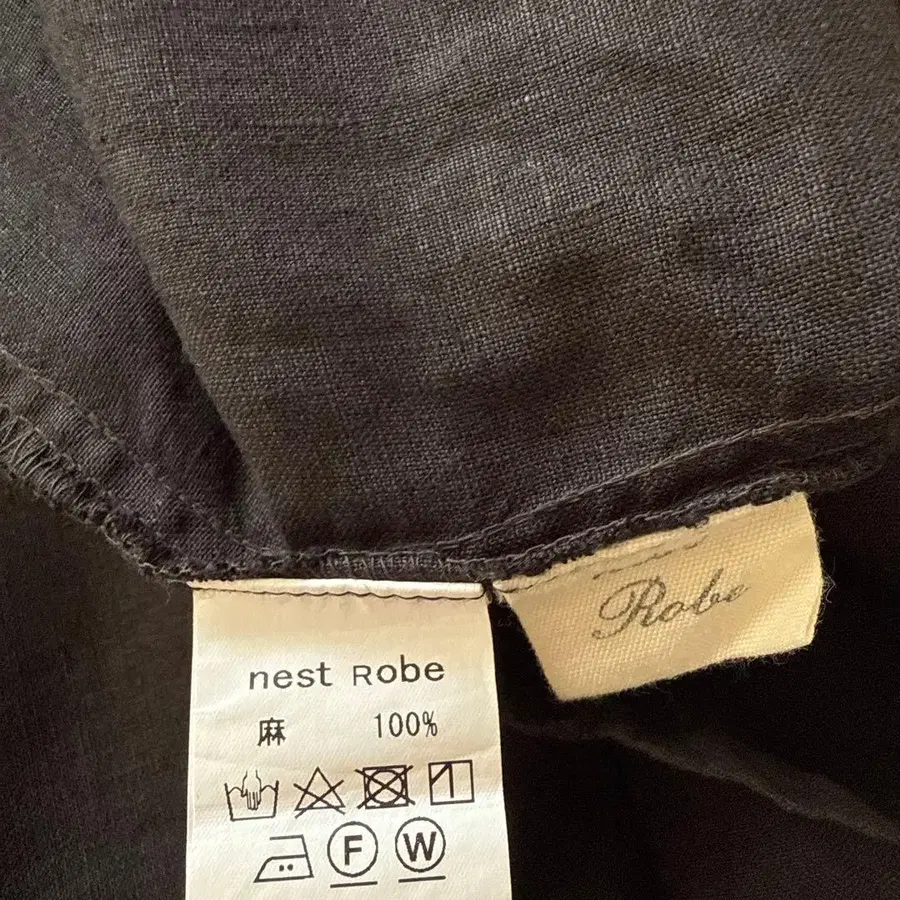 nest Robe
麻 100%
F W
Robe